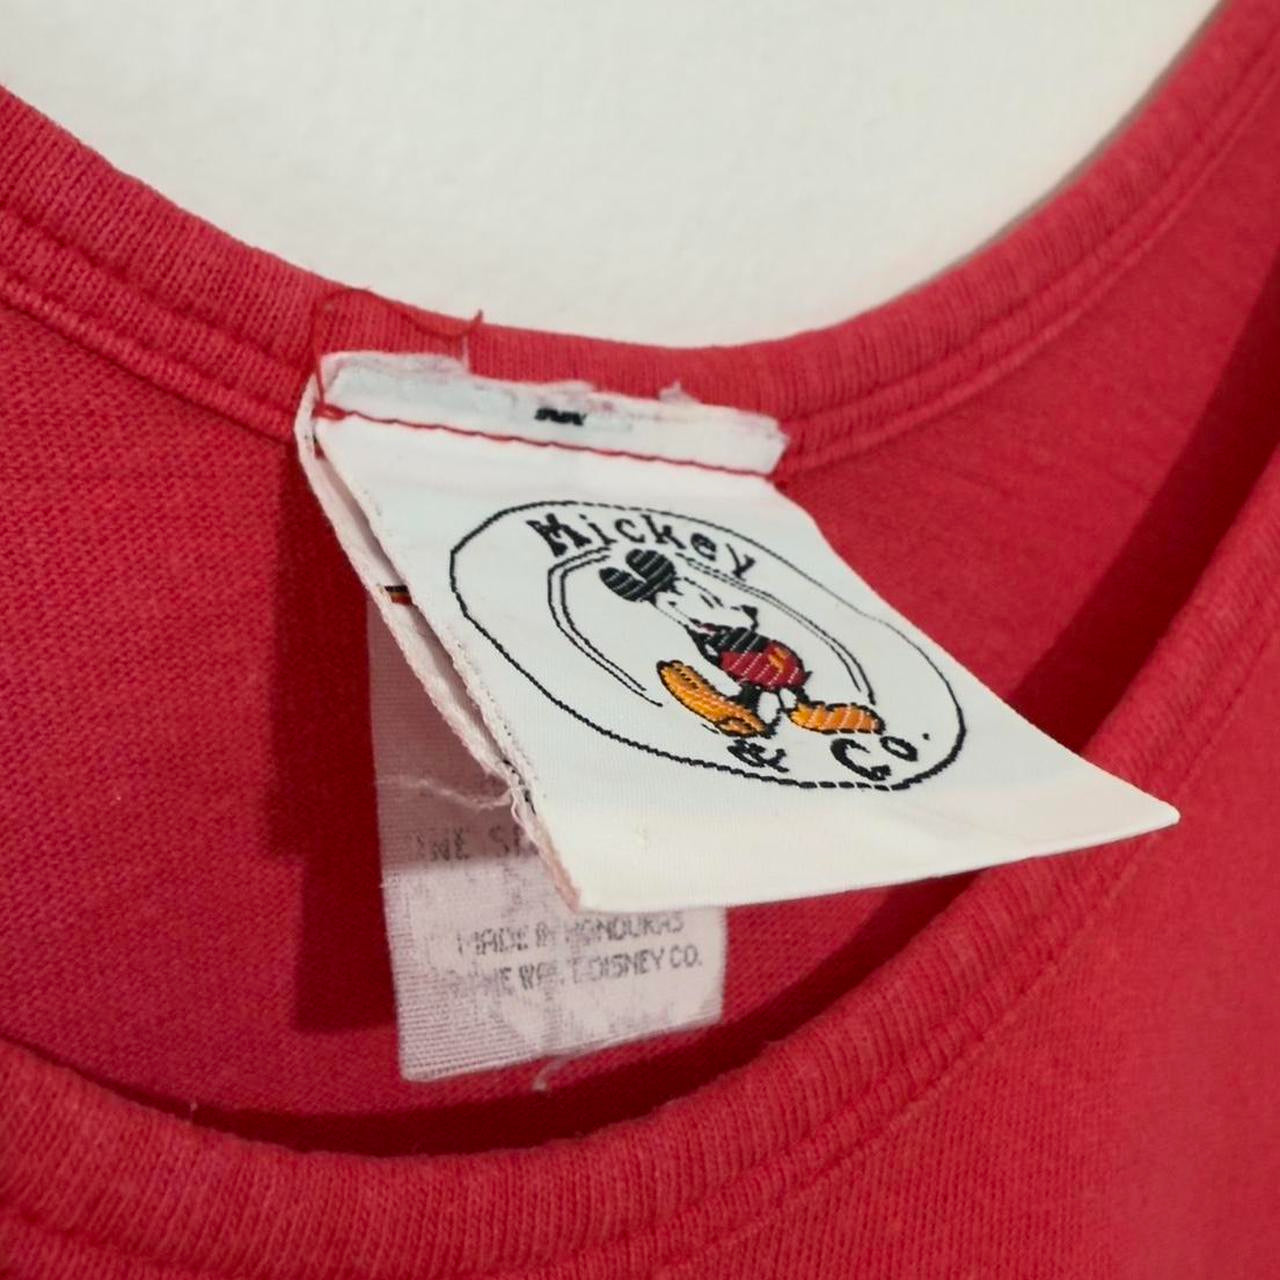 Mickey
& Co.
MADE IN HONDURAS
DISNEY CO.